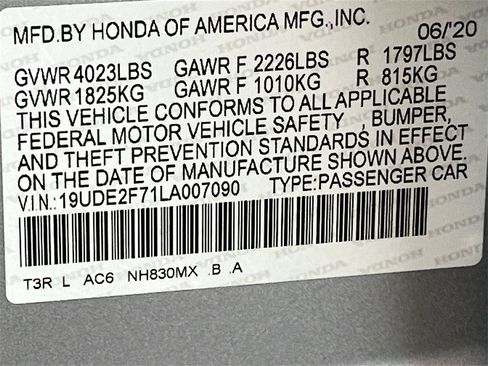 MFD.BY HONDA OF AMERICA MFG.,INC. 06/20
GVWR 4023LBS GAWR F 2226LBS R 1797LBS
GVWR 1825KG GAWR F 1010KG R 815KG
THIS VEHICLE CONFORMS TO ALL APPLICABLE
FEDERAL MOTOR VEHICLE SAFETY , BUMPER,
AND THEFT PREVENTION STANDARDS IN EFFECT
ON THE DATE OF MANUFACTURE SHOWN ABOVE.
V.I.N.: 19UDE2F71LA007090 TYPE:PASSENGER CAR
T3R L AC6 NH830MX .B .A